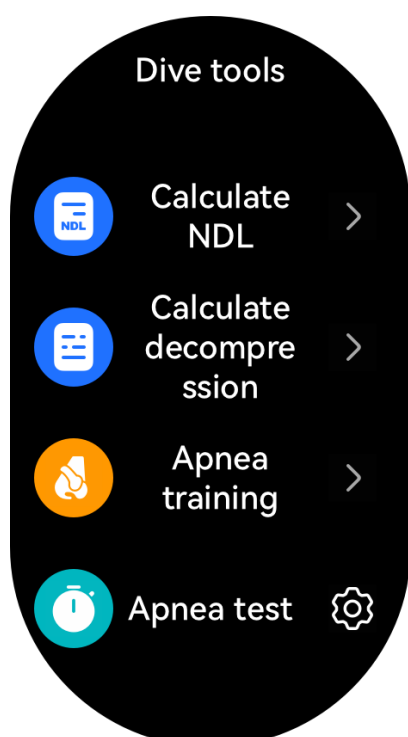 Dive tools
Calculate
NDL
NDL
Calculate
decompre
ssion
Apnea
training
Apnea test